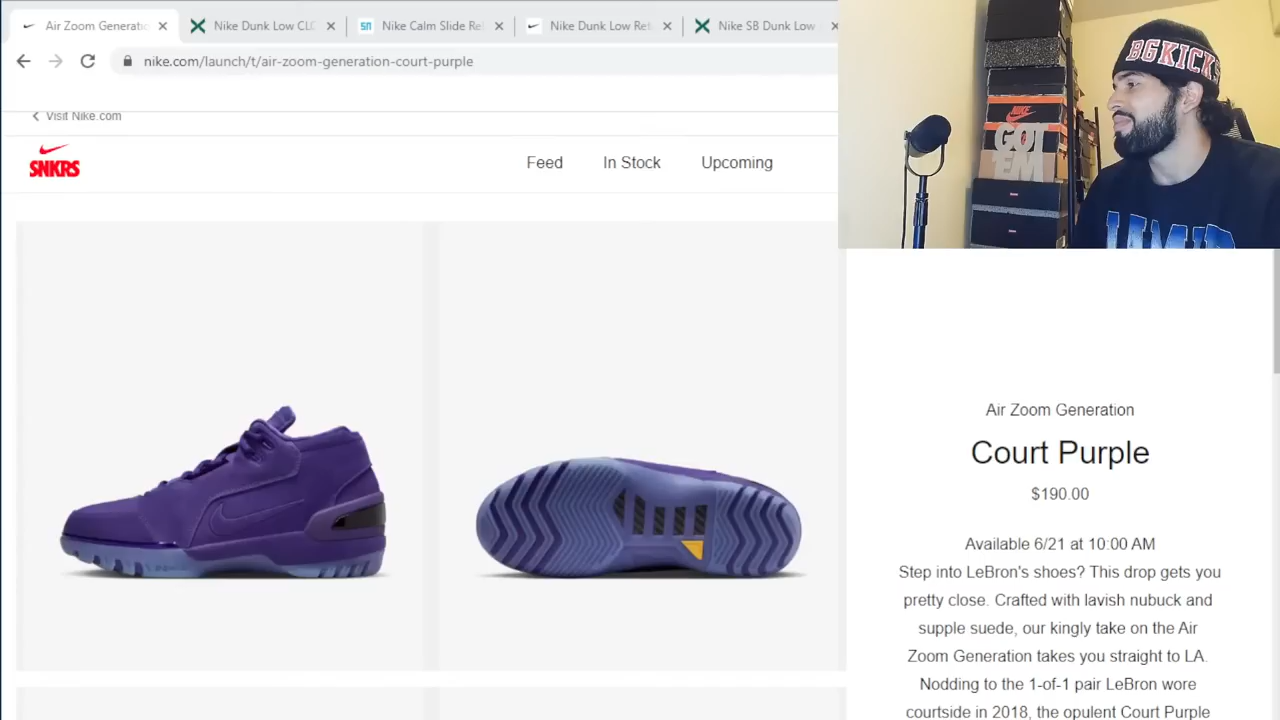 Air Zoom Generatic
Nike Dunk Low CLC
Nike Calm Slide Rel
Nike Dunk Low Ret
Nike SB Dunk Low
nike.com/launch/t/air-zoom-generation-court-purple
Visit Nike.com
SNKRS
Feed
In Stock
Upcoming
BGKICKS
NIKE
GOT
'EM
Air Zoom Generation
Court Purple
$190.00
Available 6/21 at 10:00 AM
Step into LeBron's shoes? This drop gets you
pretty close. Crafted with lavish nubuck and
supple suede, our kingly take on the Air
Zoom Generation takes you straight to LA.
Nodding to the 1-of-1 pair LeBron wore
courtside in 2018, the opulent Court Purple